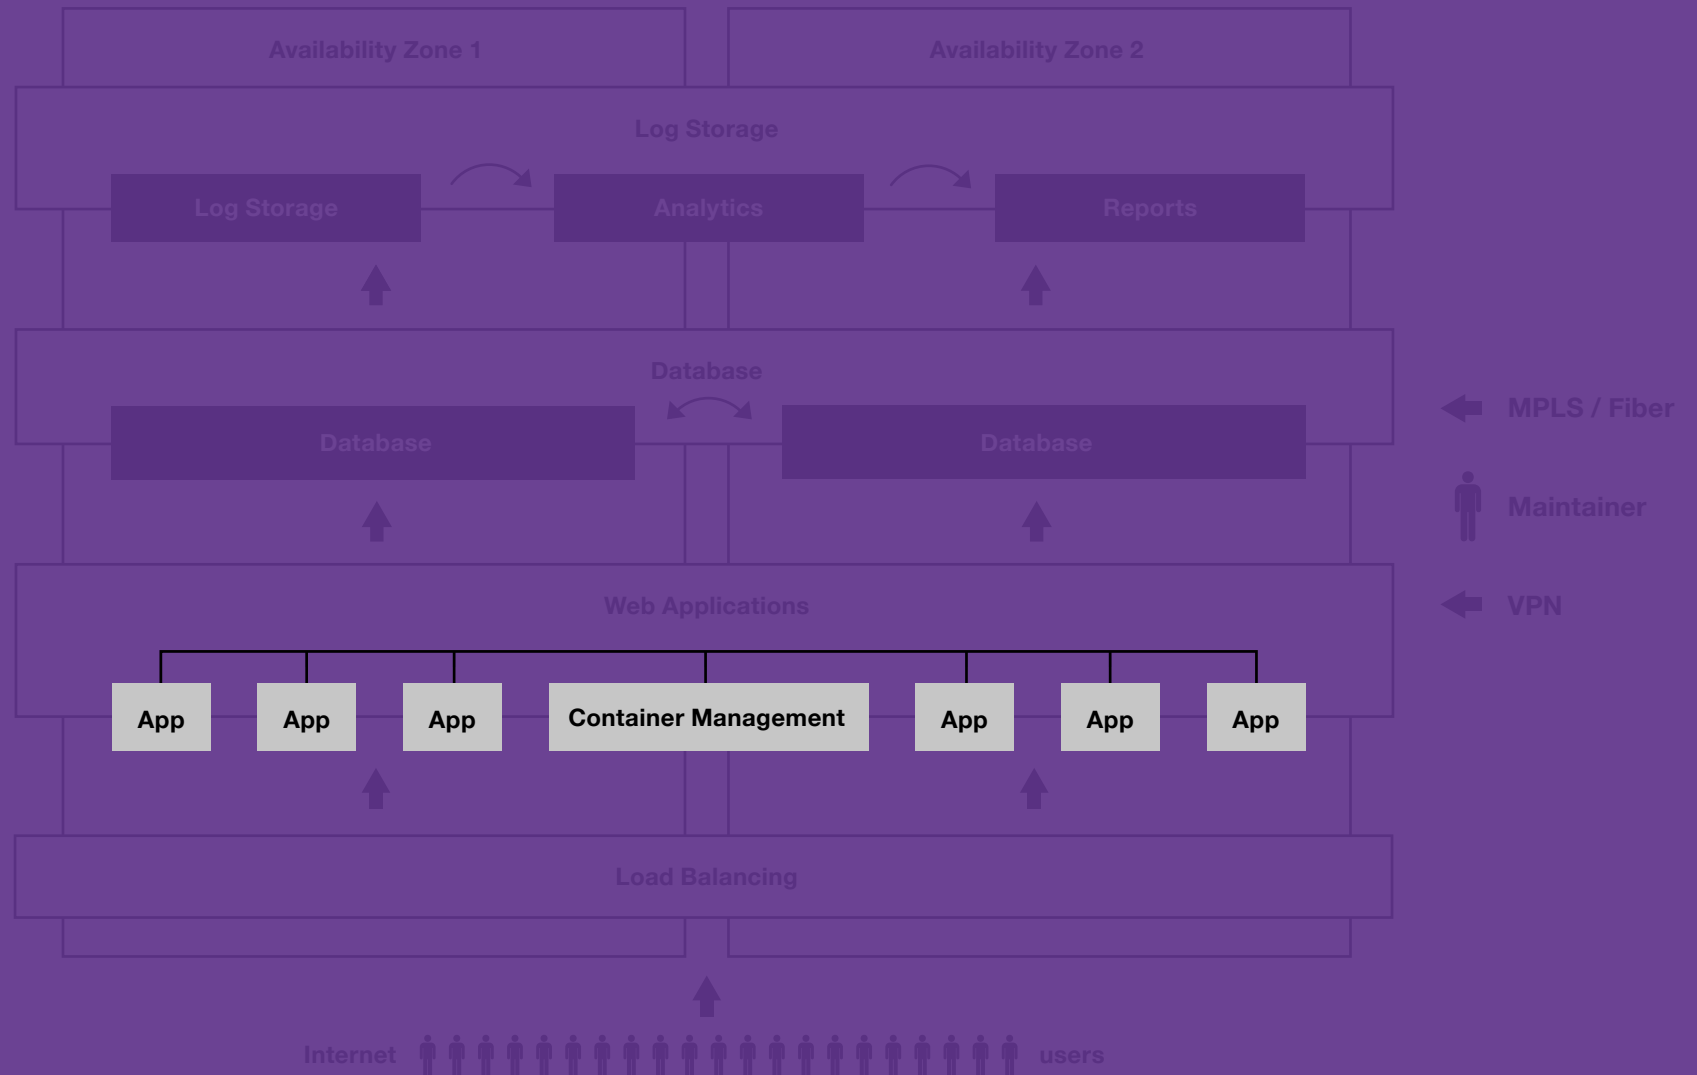 Availability Zone 1
Availability Zone 2
Log Storage
Log Storage
Analytics
Reports
Database
Database
Database
MPLS / Fiber
Maintainer
Web Applications
VPN
App
App
App
Container Management
App
App
App
Load Balancing
Internet
users